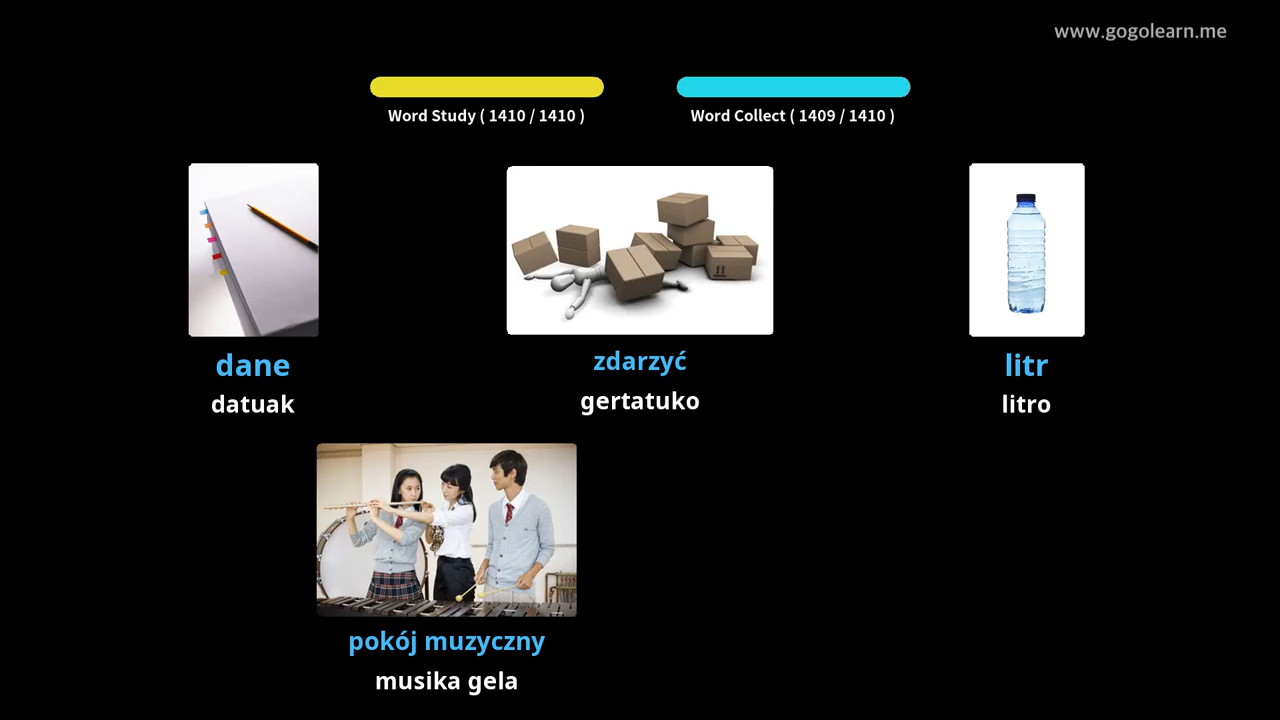 www.gogolearn.me
Word Study ( 1410 / 1410 )
Word Collect ( 1409 / 1410 )
dane
datuak
zdarzyć
gertatuko
litr
litro
pokój muzyczny
musika gela